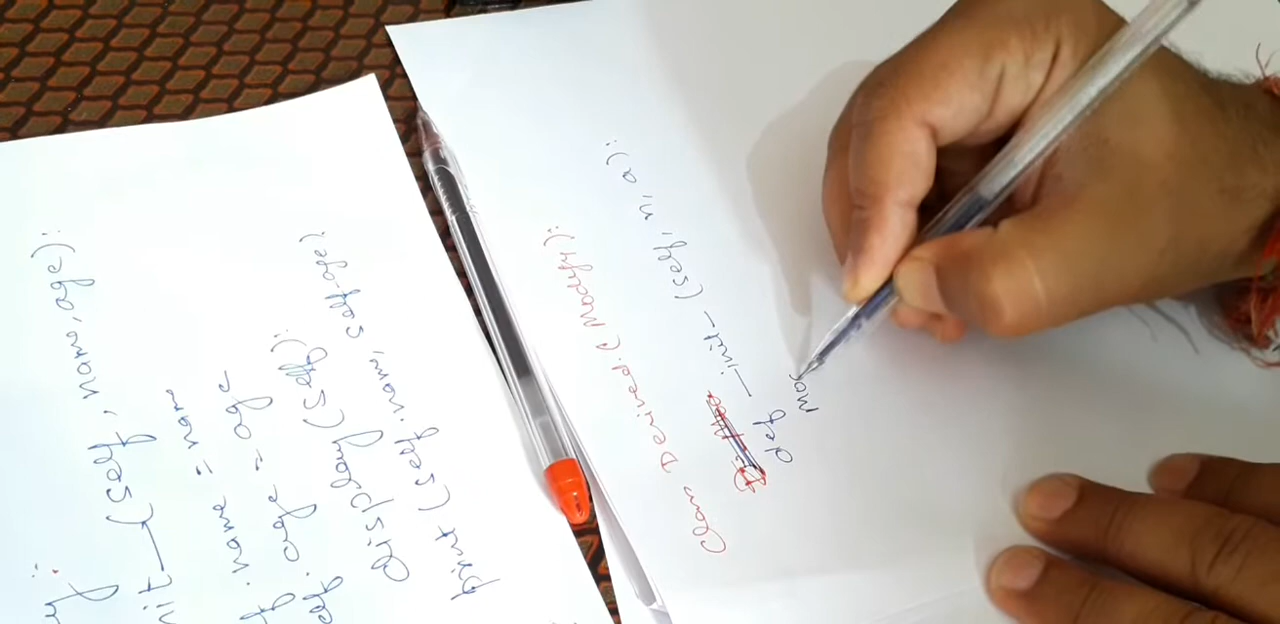 init__(self, name, age):
self.name = name
self.age = age
display(self):
print(self.name, self.age)
Class Derived(Modify):
def __init__(self, n, a):